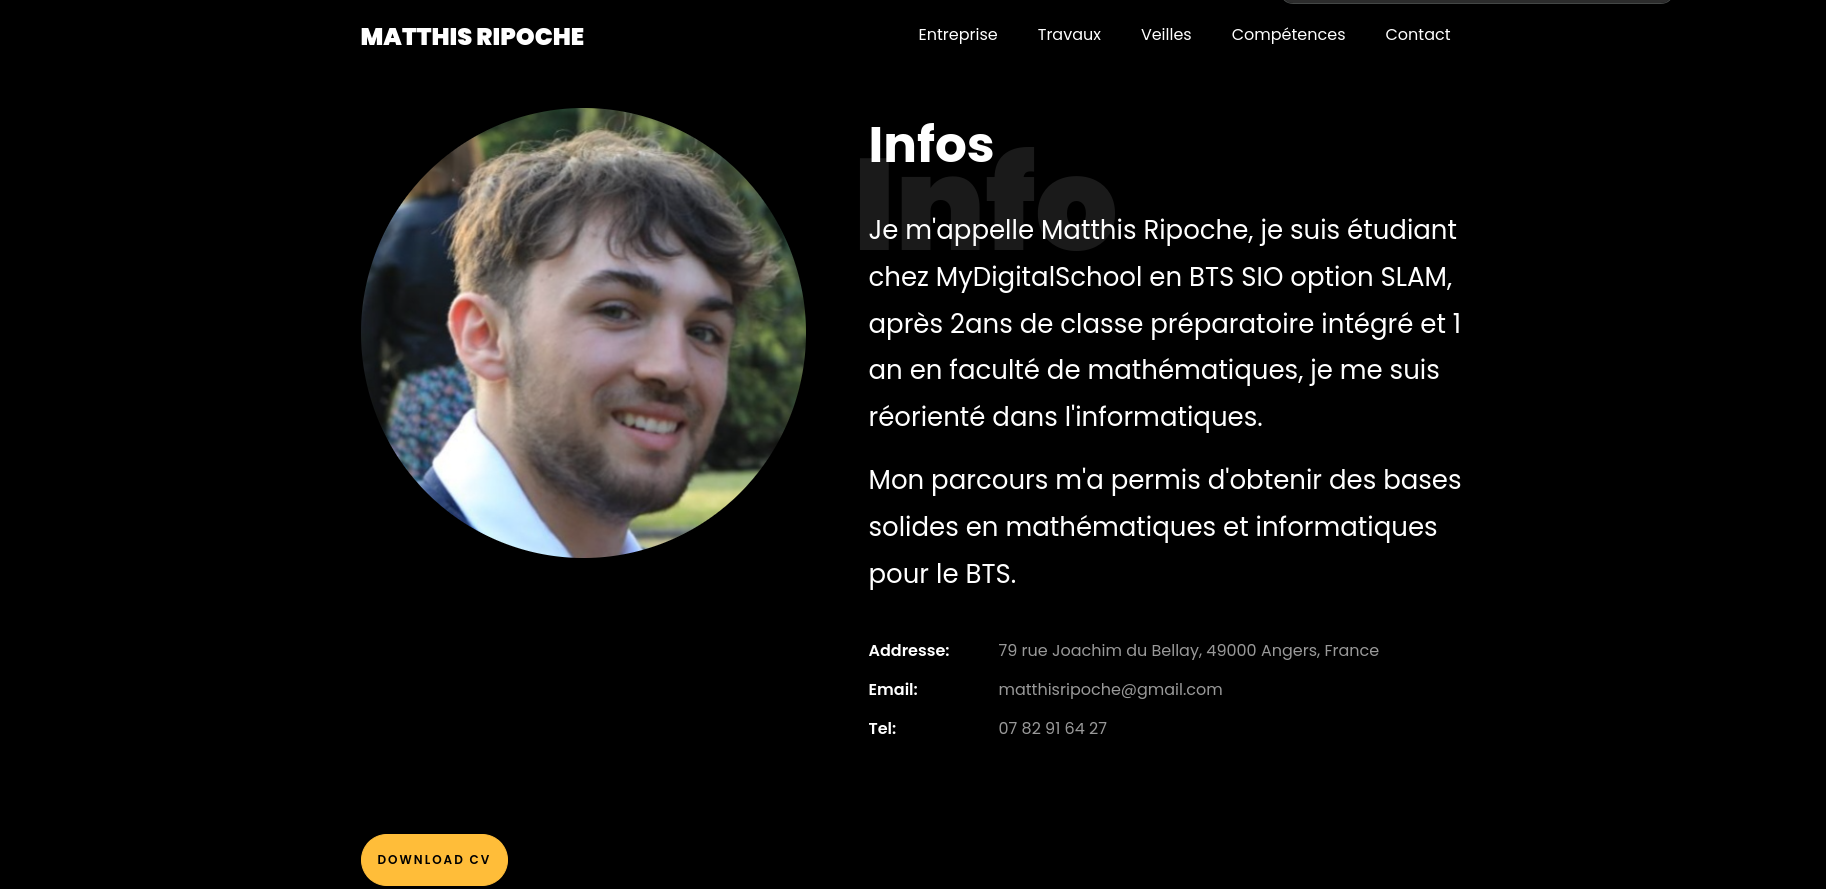 MATTHIS RIPOCHE
Entreprise Travaux Veilles Compétences Contact
Infos
Info
Je m'appelle Matthis Ripoche, je suis étudiant
chez MyDigitalSchool en BTS SIO option SLAM,
après 2ans de classe préparatoire intégré et 1
an en faculté de mathématiques, je me suis
réorienté dans l'informatiques.
Mon parcours m'a permis d'obtenir des bases
solides en mathématiques et informatiques
pour le BTS.
Addresse: 79 rue Joachim du Bellay, 49000 Angers, France
Email: matthisripoche@gmail.com
Tel: 07 82 91 64 27
DOWNLOAD CV